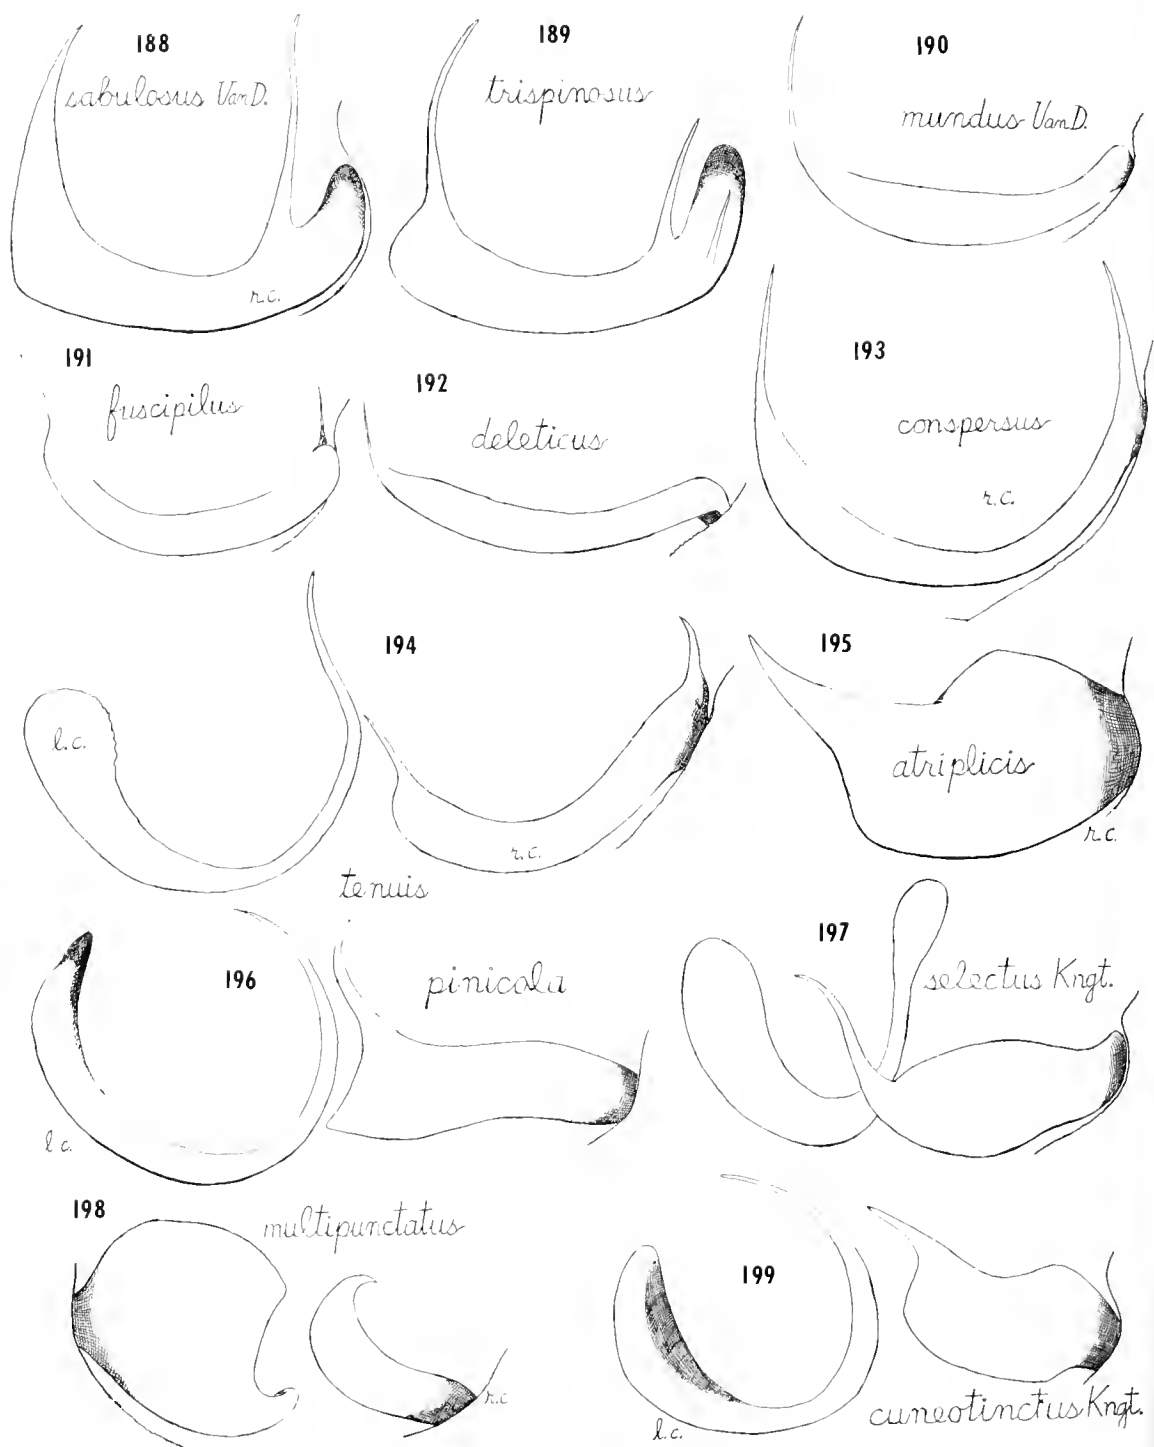 188
sabulosus VanD.
r.c.
189
trispinosus
190
mundus VanD.
191
fuscipilus
192
deleticus
193
conspersus
r.c.
194
l.c.
r.c.
tenuis
195
atriplicis
r.c.
196
pinicola
l.c.
197
selectus Kngt.
198
multipunctatus
r.c
199
l.c.
cuneotinctus Kngt.